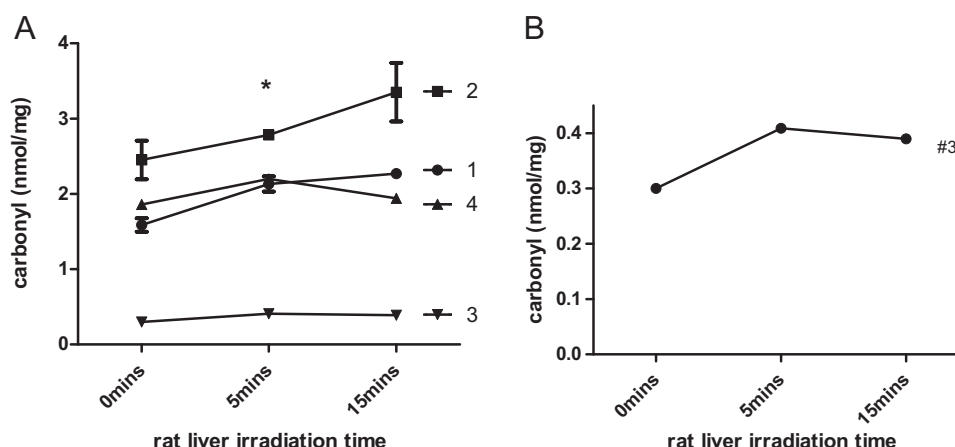 A
carbonyl (nmol/mg)
4
3
2
1
0
*
2
1
4
3
0mins
5mins
15mins
rat liver irradiation time
B
carbonyl (nmol/mg)
0.4
0.3
0.2
0.1
0.0
#3
0mins
5mins
15mins
rat liver irradiation time